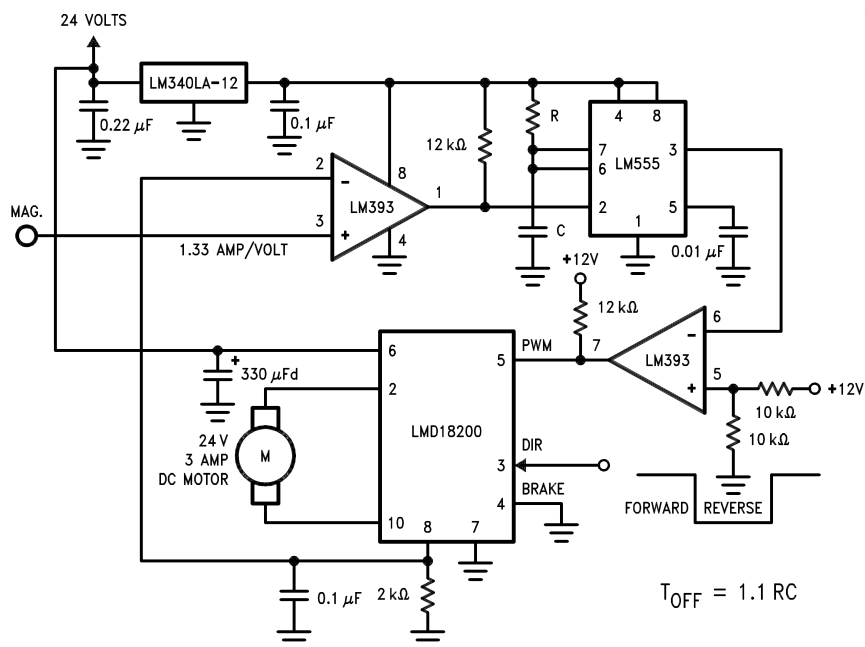 24 VOLTS
LM340LA-12
0.22 μF
0.1 μF
12 kΩ
R
4
8
7
6
LM555
3
2
5
1
C
0.01 μF
2
8
LM393
1
MAG.
3
4
1.33 AMP/VOLT
+12V
12 kΩ
6
LM393
5
7
+12V
10 kΩ
10 kΩ
6
PWM
5
+
330 μFd
2
LMD18200
24 V
3 AMP
DC MOTOR
M
DIR
3
BRAKE
4
FORWARD
REVERSE
10
8
7
0.1 μF
2 kΩ
T_OFF = 1.1 RC